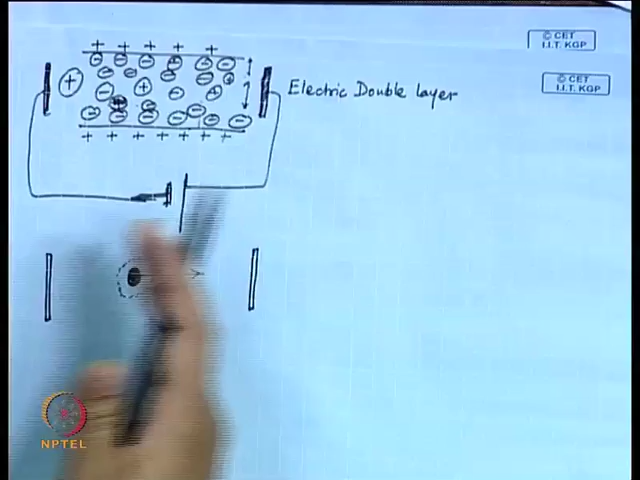 © CET
I.I.T. KGP
© CET
I.I.T. KGP
+ + + + +
Electric Double layer
+ + + + + + +
NPTEL